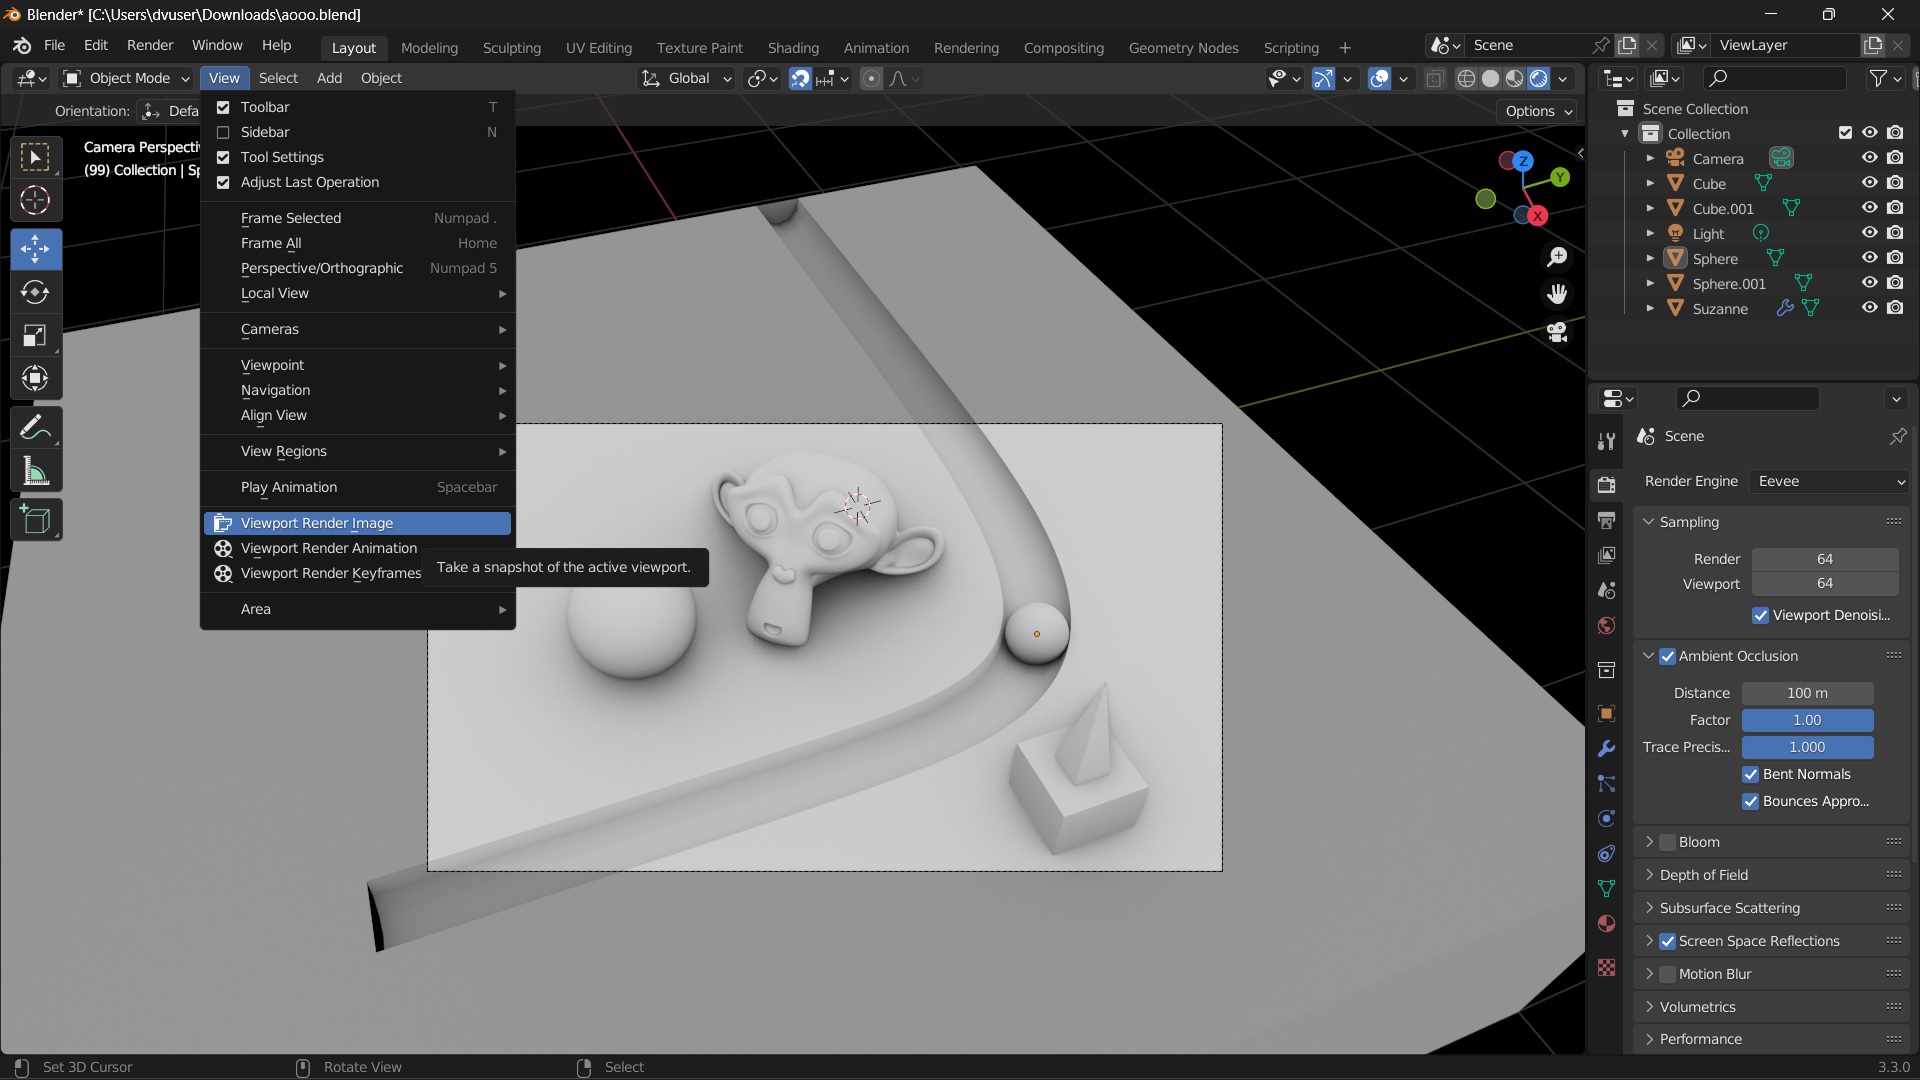 Blender* [C:\Users\dvuser\Downloads\aooo.blend]
File Edit Render Window Help
Layout Modeling Sculpting UV Editing Texture Paint Shading Animation Rendering Compositing Geometry Nodes Scripting +
Scene
ViewLayer
Object Mode View Select Add Object
Global
Orientation: Defa
Options
Camera Perspecti
(99) Collection | Sp
Toolbar T
Sidebar N
Tool Settings
Adjust Last Operation
Frame Selected Numpad .
Frame All Home
Perspective/Orthographic Numpad 5
Local View
Cameras
Viewpoint
Navigation
Align View
View Regions
Play Animation Spacebar
Viewport Render Image
Viewport Render Animation
Viewport Render Keyframes
Take a snapshot of the active viewport.
Area
Z
Y
X
Scene Collection
Collection
Camera
Cube
Cube.001
Light
Sphere
Sphere.001
Suzanne
Scene
Render Engine Eevee
Sampling
Render 64
Viewport 64
Viewport Denoisi...
Ambient Occlusion
Distance 100 m
Factor 1.00
Trace Precis... 1.000
Bent Normals
Bounces Appro...
Bloom
Depth of Field
Subsurface Scattering
Screen Space Reflections
Motion Blur
Volumetrics
Performance
Set 3D Cursor
Rotate View
Select
3.3.0